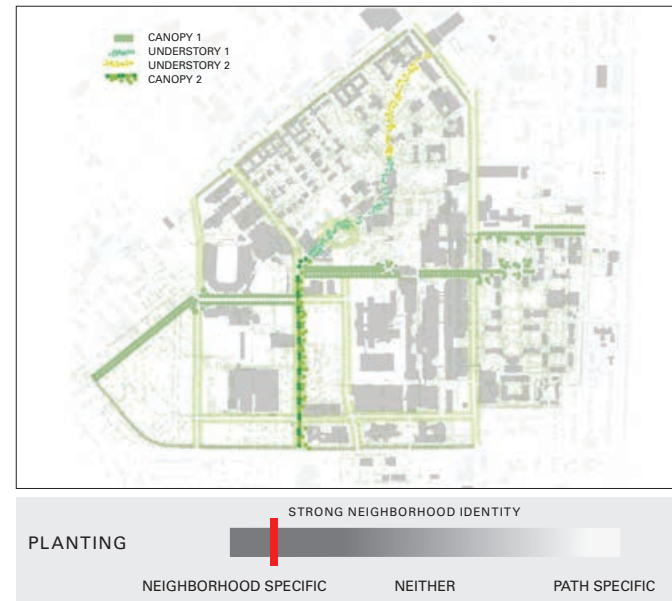 CANOPY 1
UNDERSTORY 1
UNDERSTORY 2
CANOPY 2
STRONG NEIGHBORHOOD IDENTITY
PLANTING
NEIGHBORHOOD SPECIFIC NEITHER PATH SPECIFIC